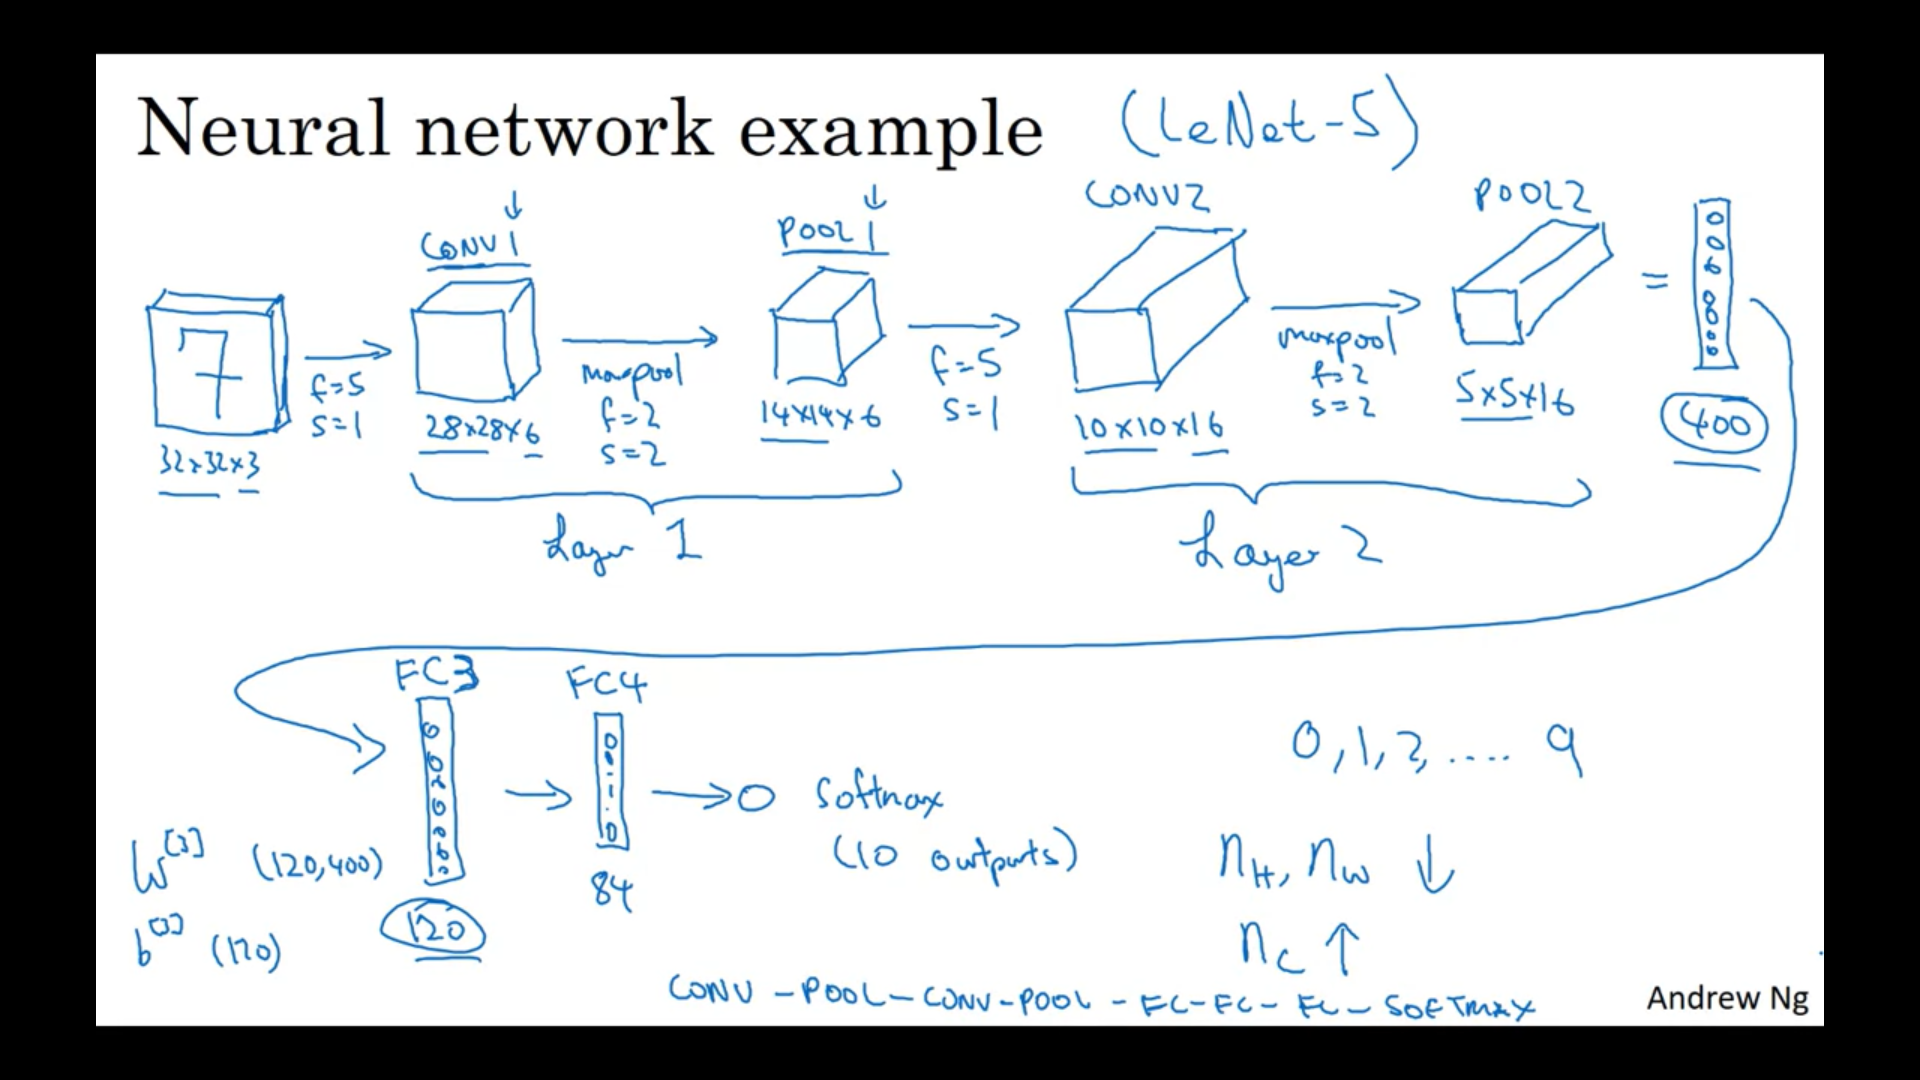 Neural network example (LeNet-5)
CONV1
POOL1
CONV2
POOL2
7
32x32x3
f=5
s=1
28x28x6
maxpool
f=2
s=2
14x14x6
f=5
s=1
10x10x16
maxpool
f=2
s=2
5x5x16
=
400
Layer 1
Layer 2
FC3
FC4
W[3] (120,400)
b[3] (120)
120
84
Softmax
(10 outputs)
0,1,2,.... 9
nH, nW ↓
nC ↑
CONV-POOL-CONV-POOL-FC-FC-FC-SOFTMAX
Andrew Ng